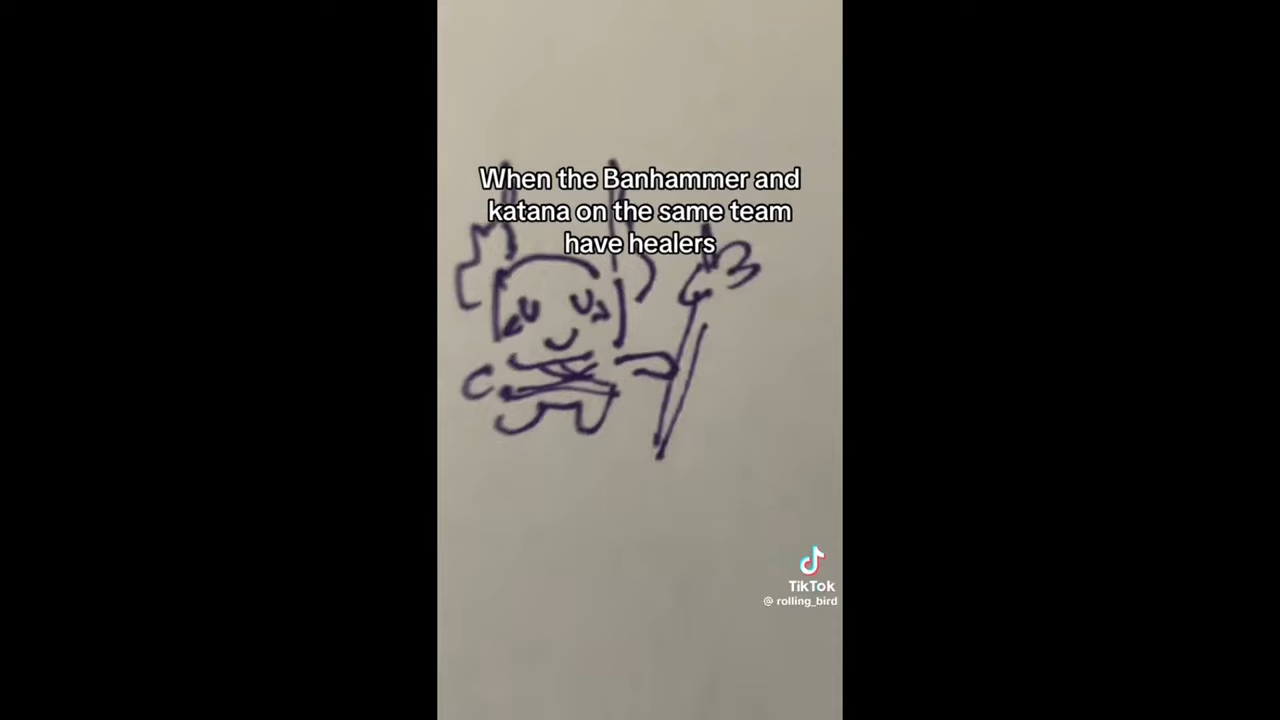 When the Banhammer and
katana on the same team
have healers
TikTok
@ rolling_bird